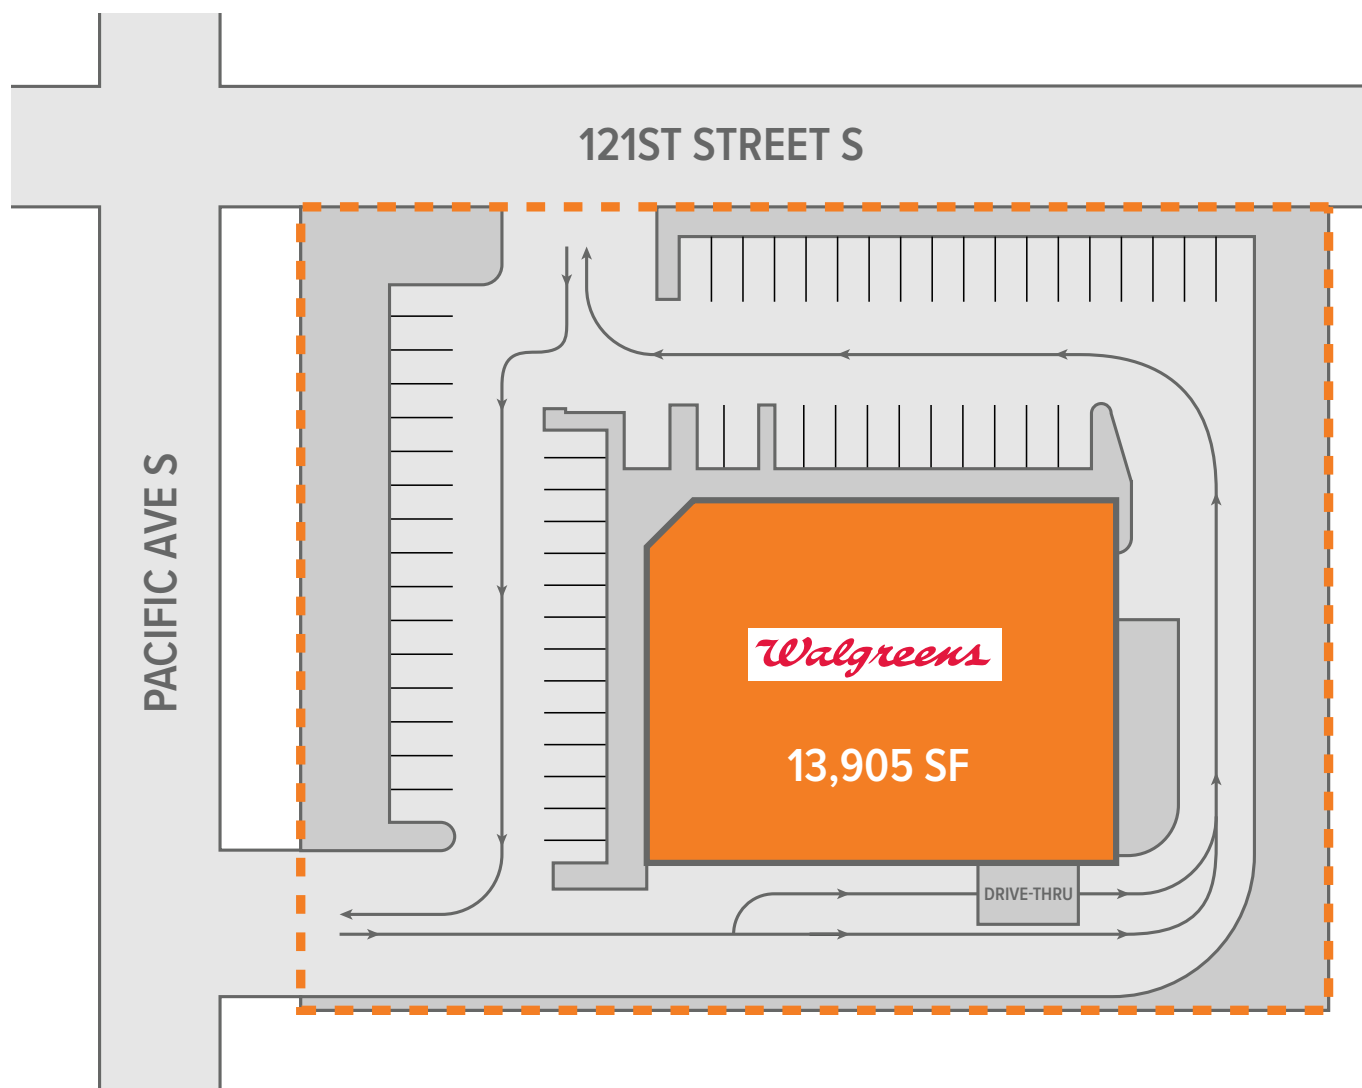 121ST STREET S
PACIFIC AVE S
Walgreens
13,905 SF
DRIVE-THRU